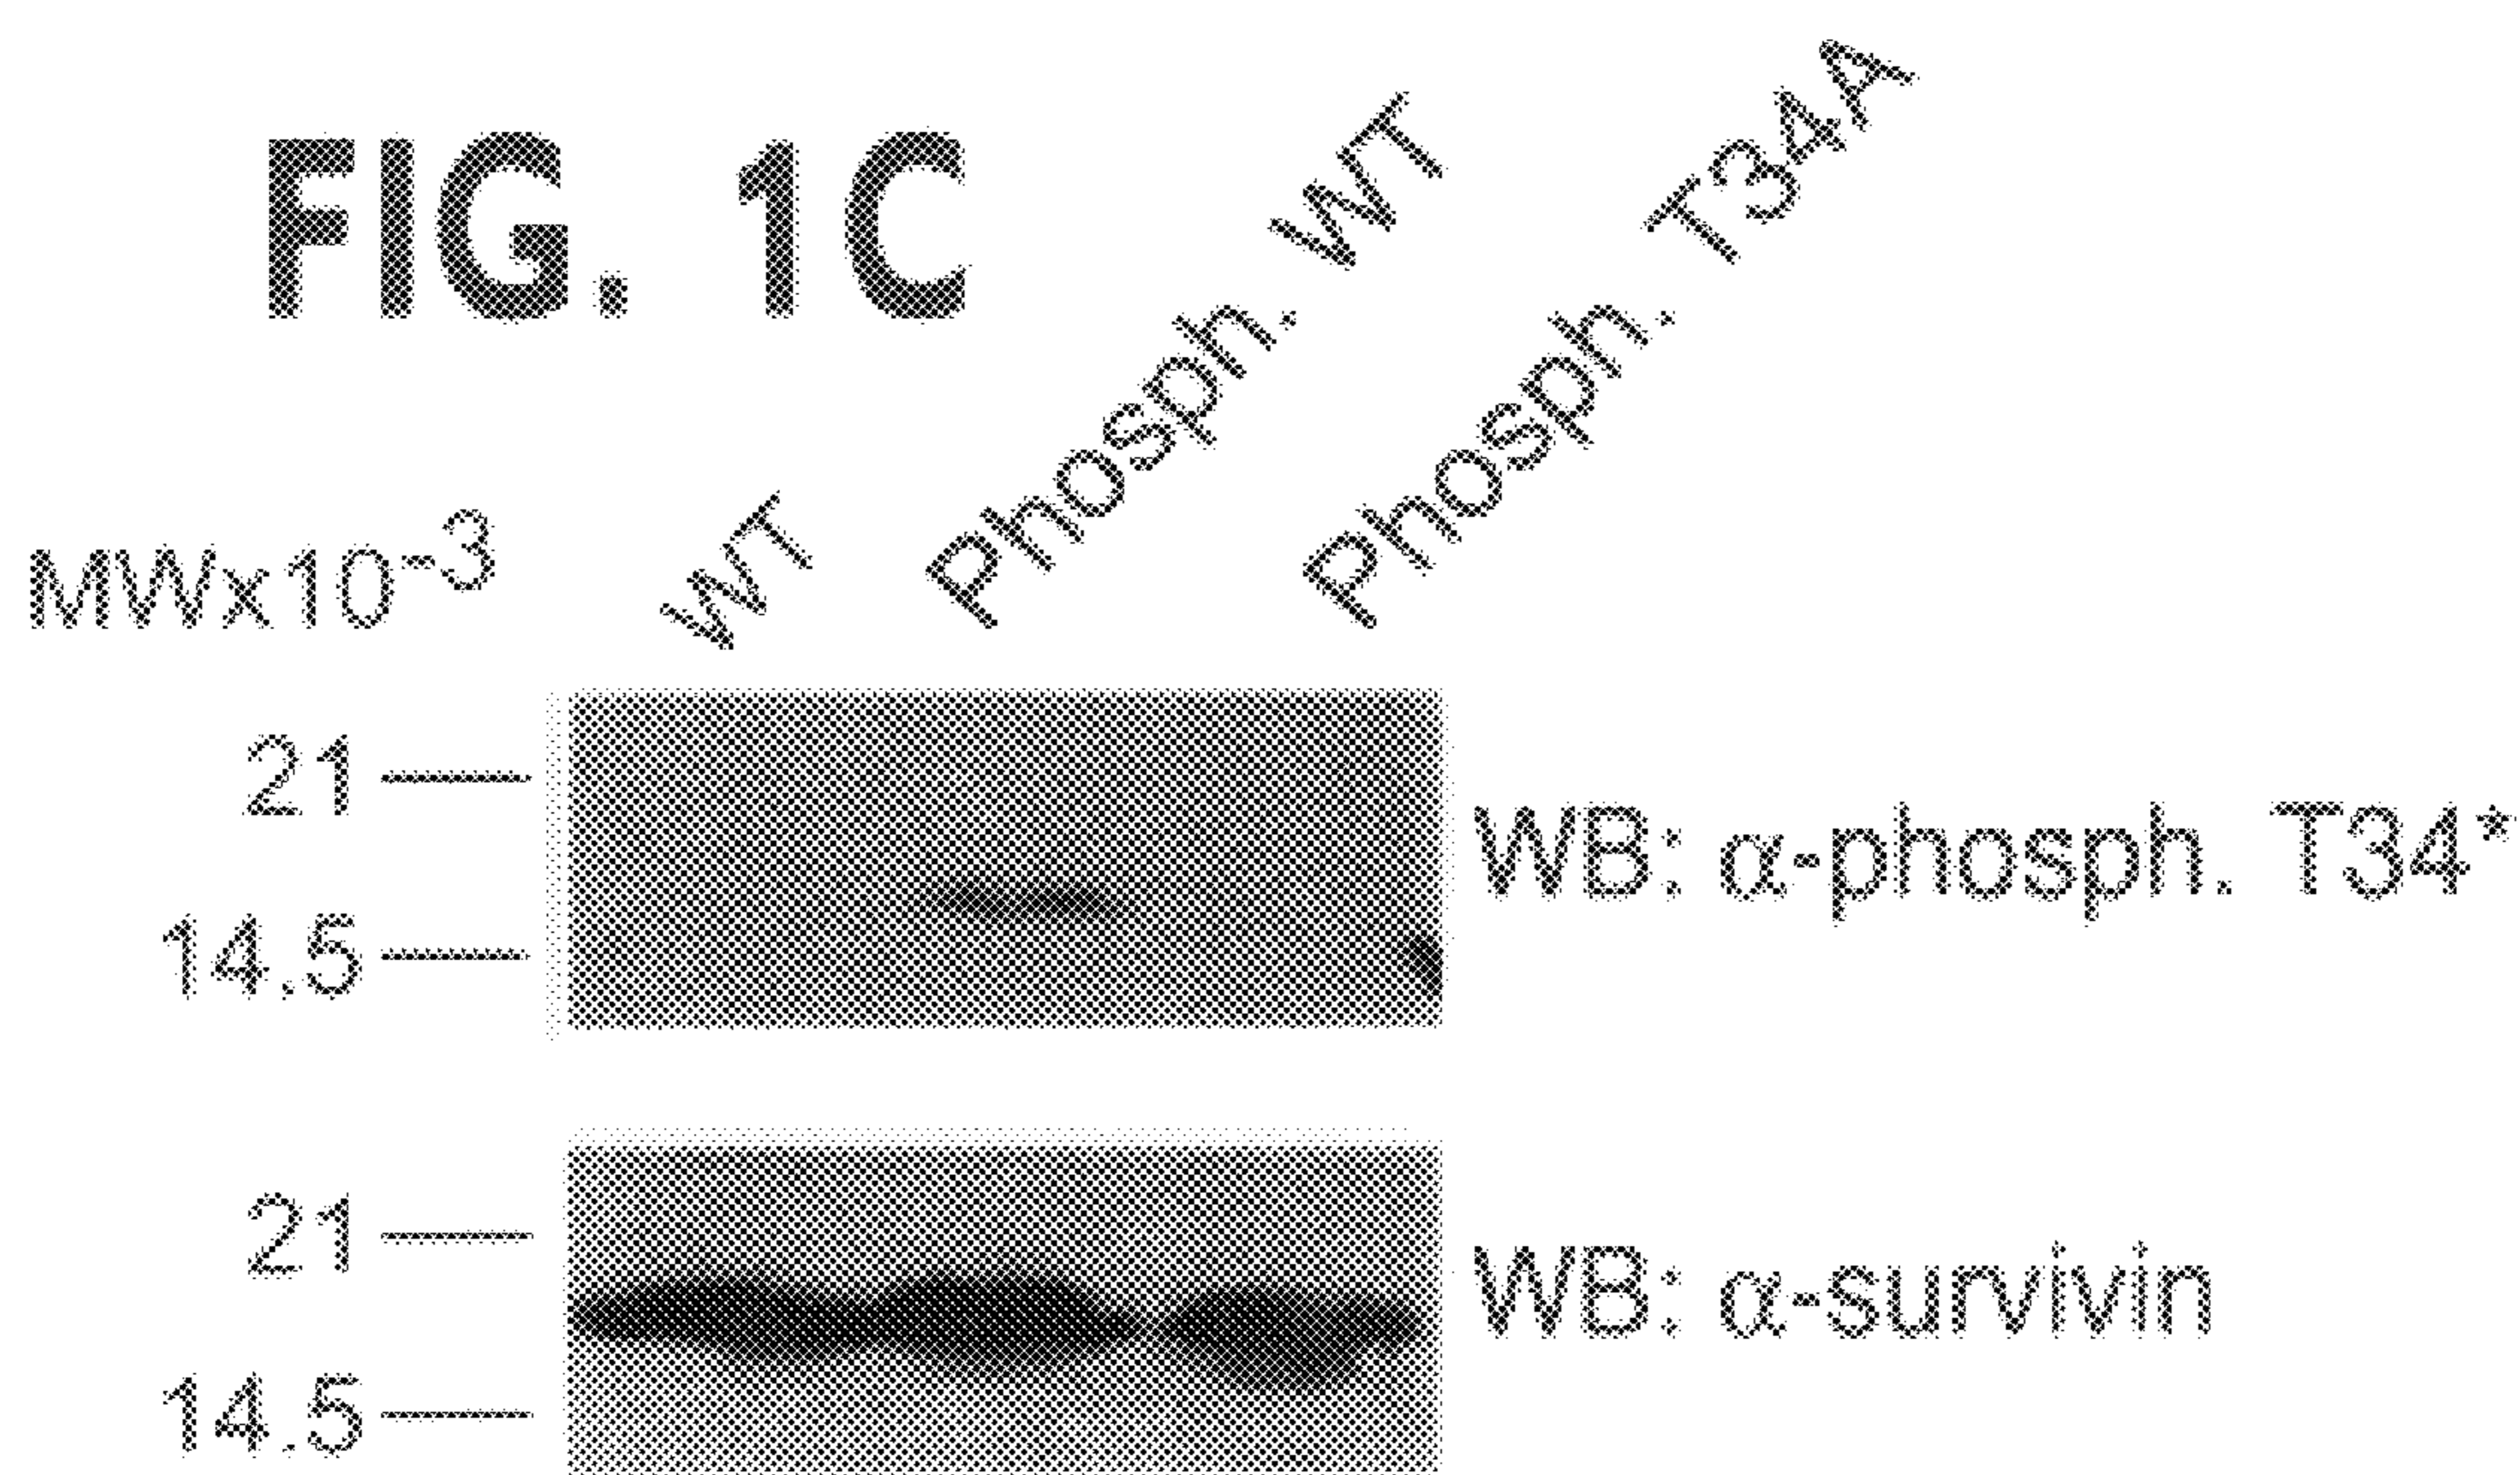 FIG. 1C
WT
Phosph. WT
Phosph. T34A
MWx10-3
21
14.5
WB: α-phosph. T34*
21
14.5
WB: α-survivin